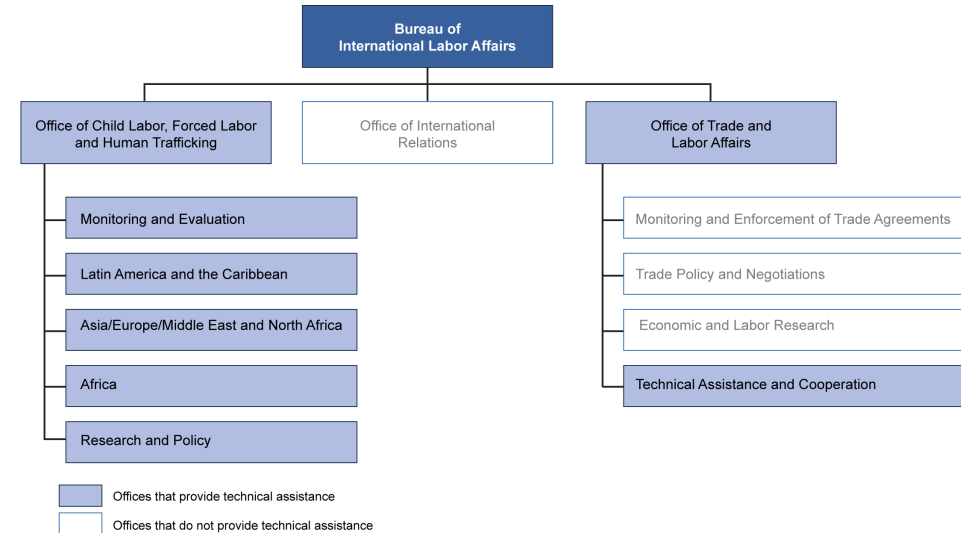 Bureau of
International Labor Affairs
Office of Child Labor, Forced Labor
and Human Trafficking
Office of International
Relations
Office of Trade and
Labor Affairs
Monitoring and Evaluation
Latin America and the Caribbean
Asia/Europe/Middle East and North Africa
Africa
Research and Policy
Monitoring and Enforcement of Trade Agreements
Trade Policy and Negotiations
Economic and Labor Research
Technical Assistance and Cooperation
Offices that provide technical assistance
Offices that do not provide technical assistance